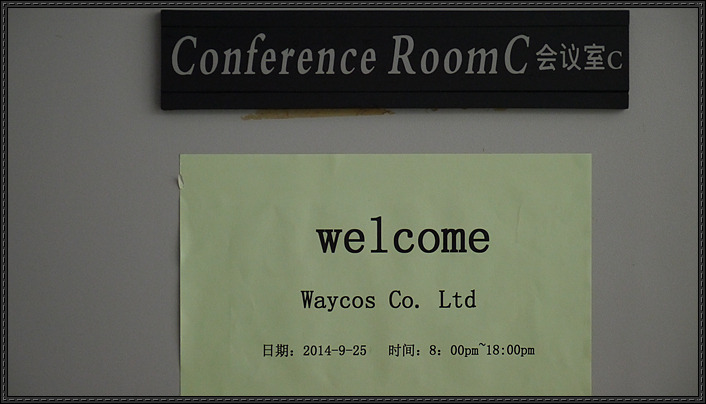 Conference RoomC 会议室C
welcome
Waycos Co. Ltd
日期：2014-9-25 时间：8：00pm~18:00pm